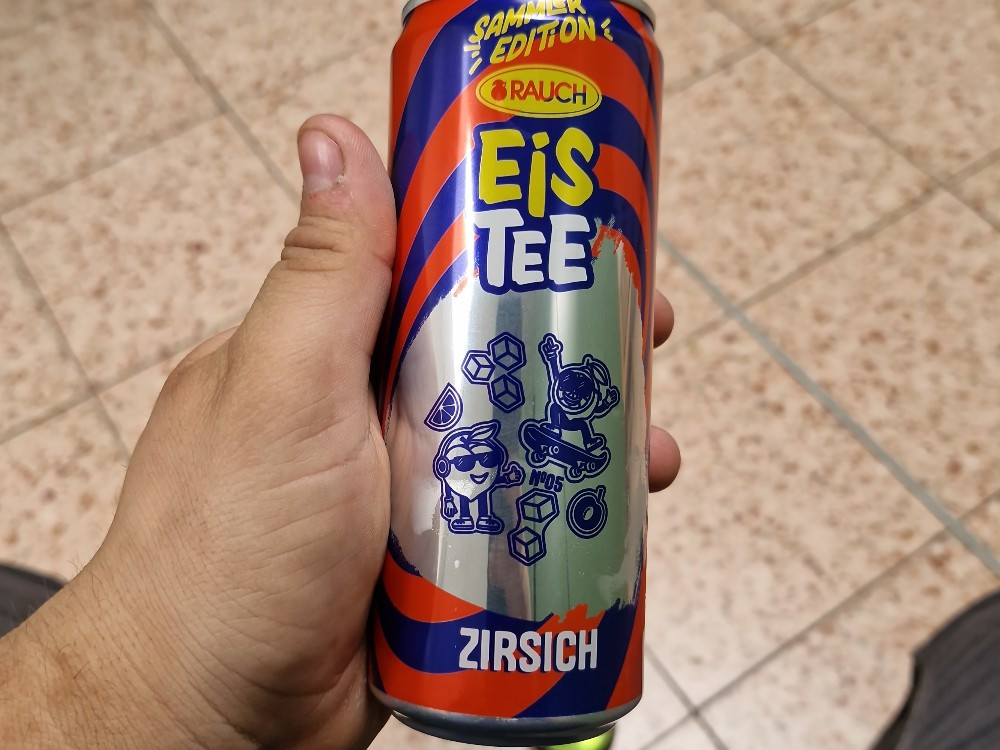 SAMMLER
EDITION
RAUCH
EiS
TEE
Nº05
ZIRSICH